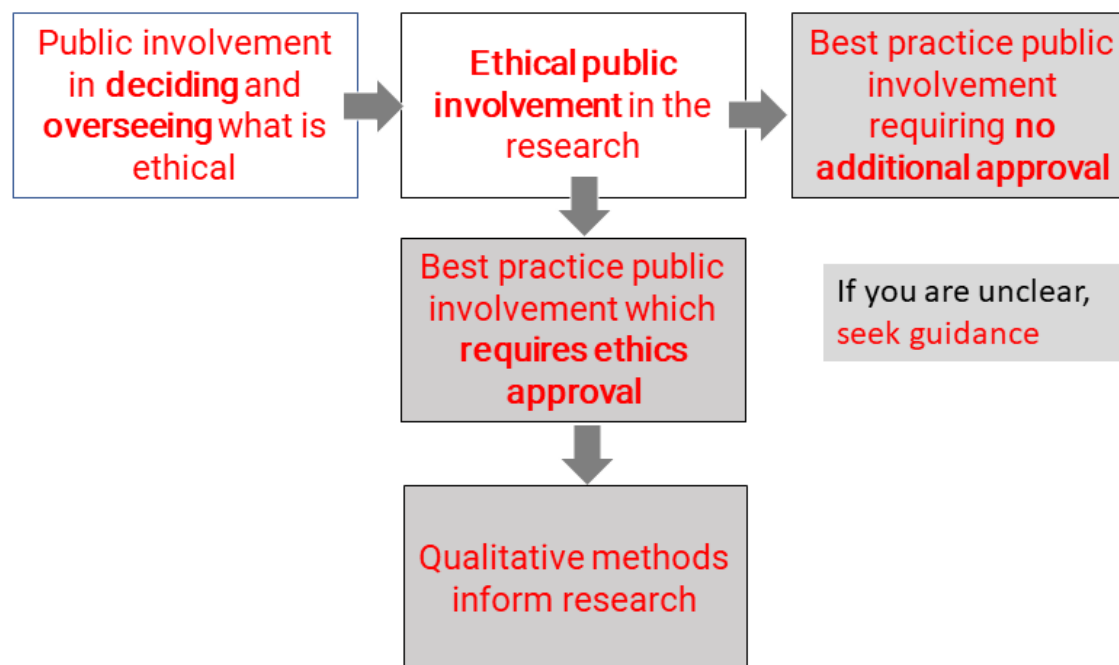 Public involvement
in deciding and
overseeing what is
ethical
Ethical public
involvement in the
research
Best practice public
involvement
requiring no
additional approval
Best practice public
involvement which
requires ethics
approval
If you are unclear,
seek guidance
Qualitative methods
inform research